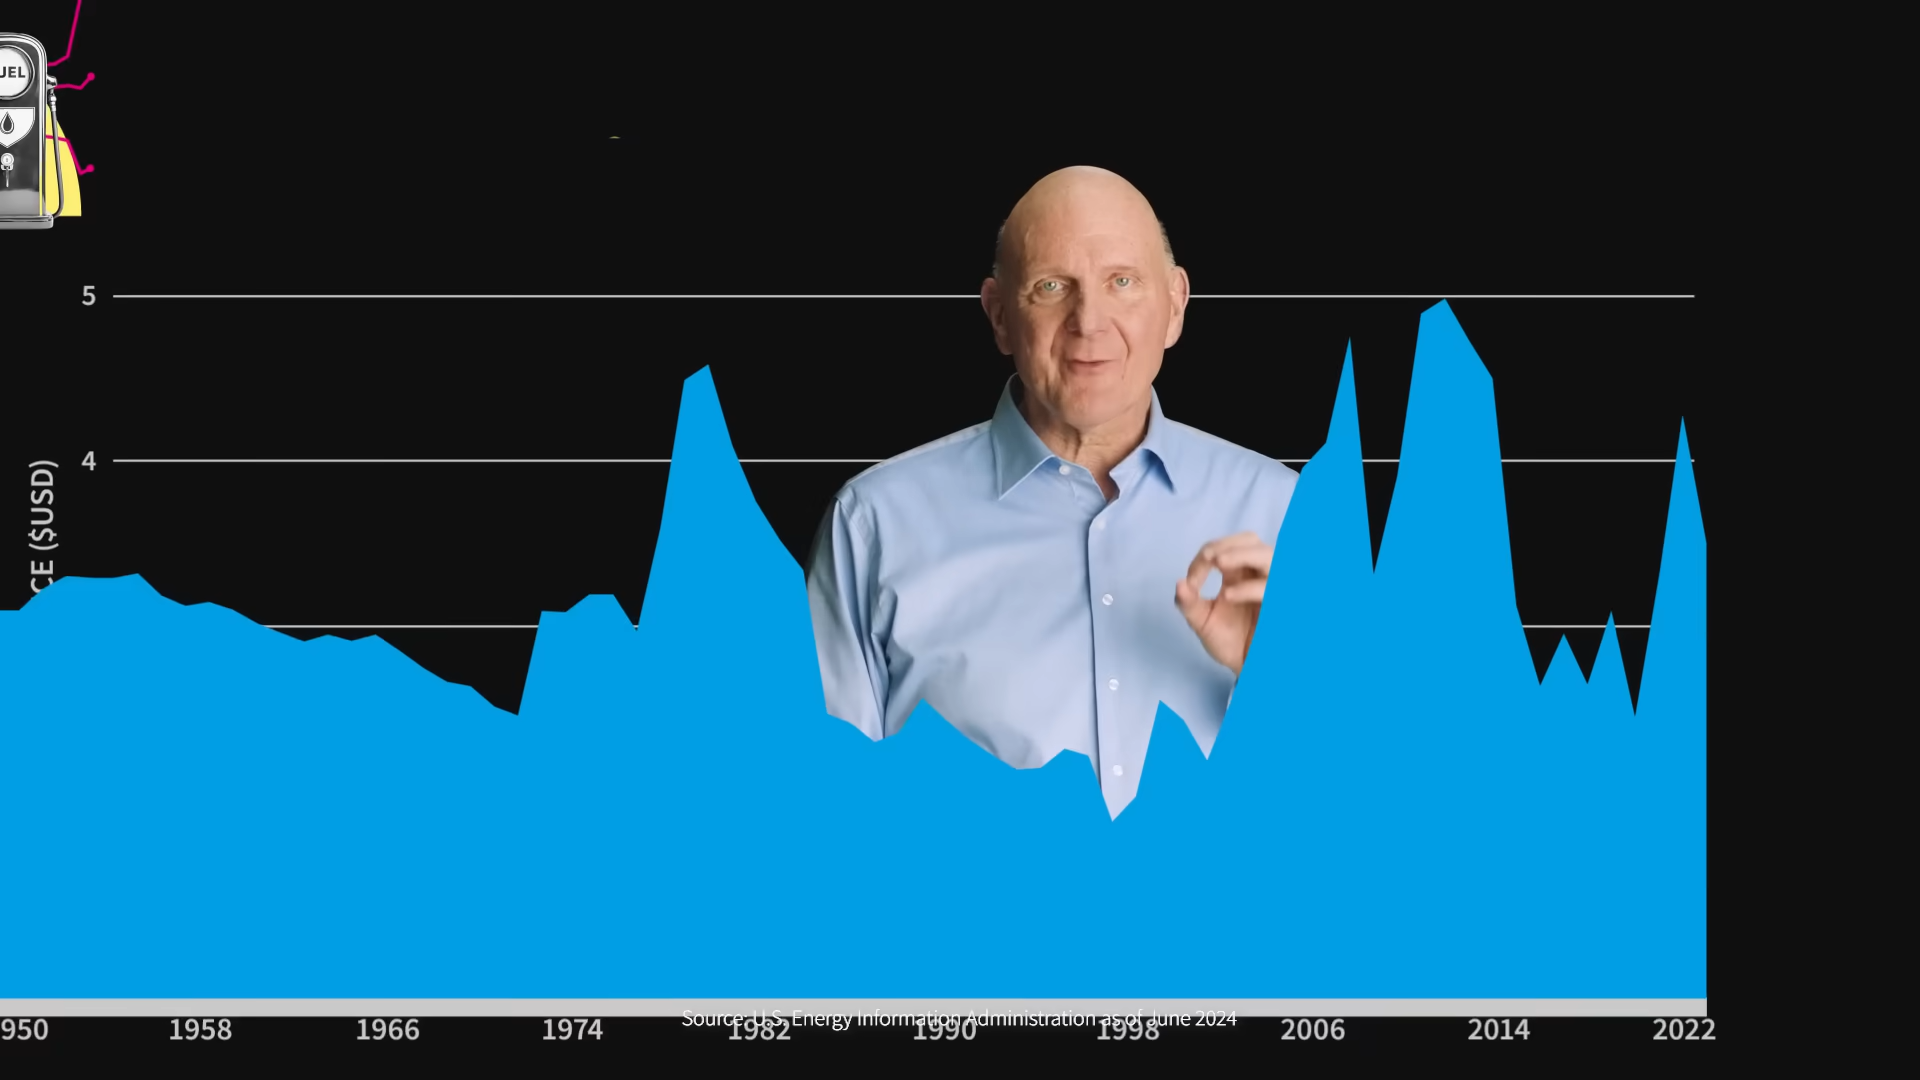 UEL
5
4
CE ($USD)
950 1958 1966 1974 1982 1990 1998 2006 2014 2022
Source: U.S. Energy Information Administration as of June 2024